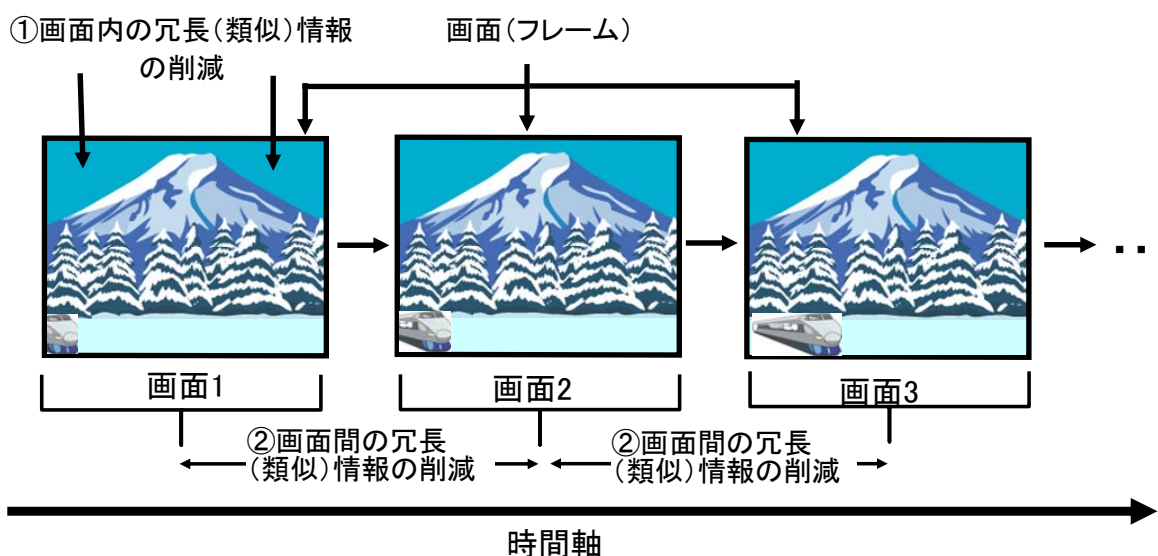 ①画面内の冗長(類似)情報
の削減
画面(フレーム)
‥
画面1
画面2
画面3
②画面間の冗長
(類似)情報の削減
②画面間の冗長
(類似)情報の削減
時間軸